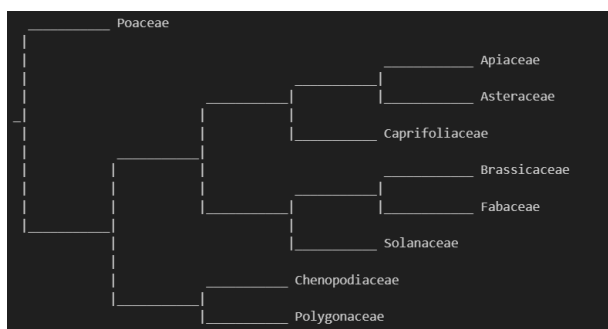 Poaceae
Apiaceae
Asteraceae
Caprifoliaceae
Brassicaceae
Fabaceae
Solanaceae
Chenopodiaceae
Polygonaceae